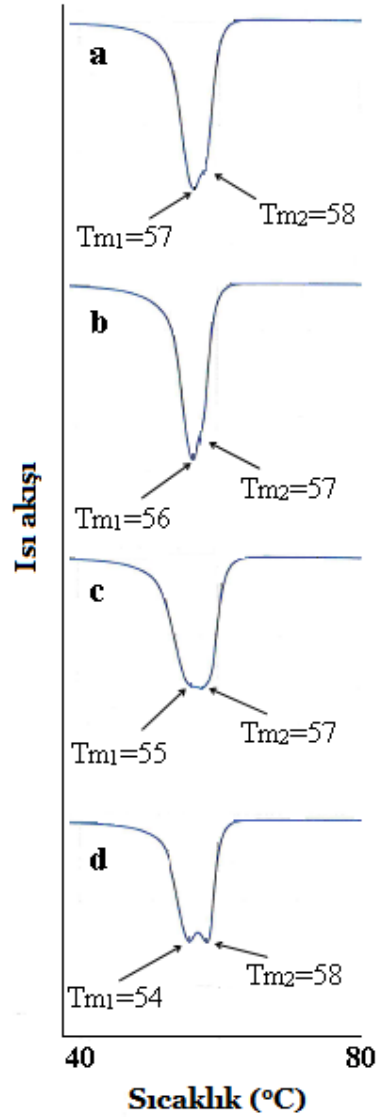 a
Tm₁=57
Tm₂=58
b
Tm₁=56
Tm₂=57
c
Tm₁=55
Tm₂=57
d
Tm₁=54
Tm₂=58
Isı akışı
40
80
Sıcaklık (°C)